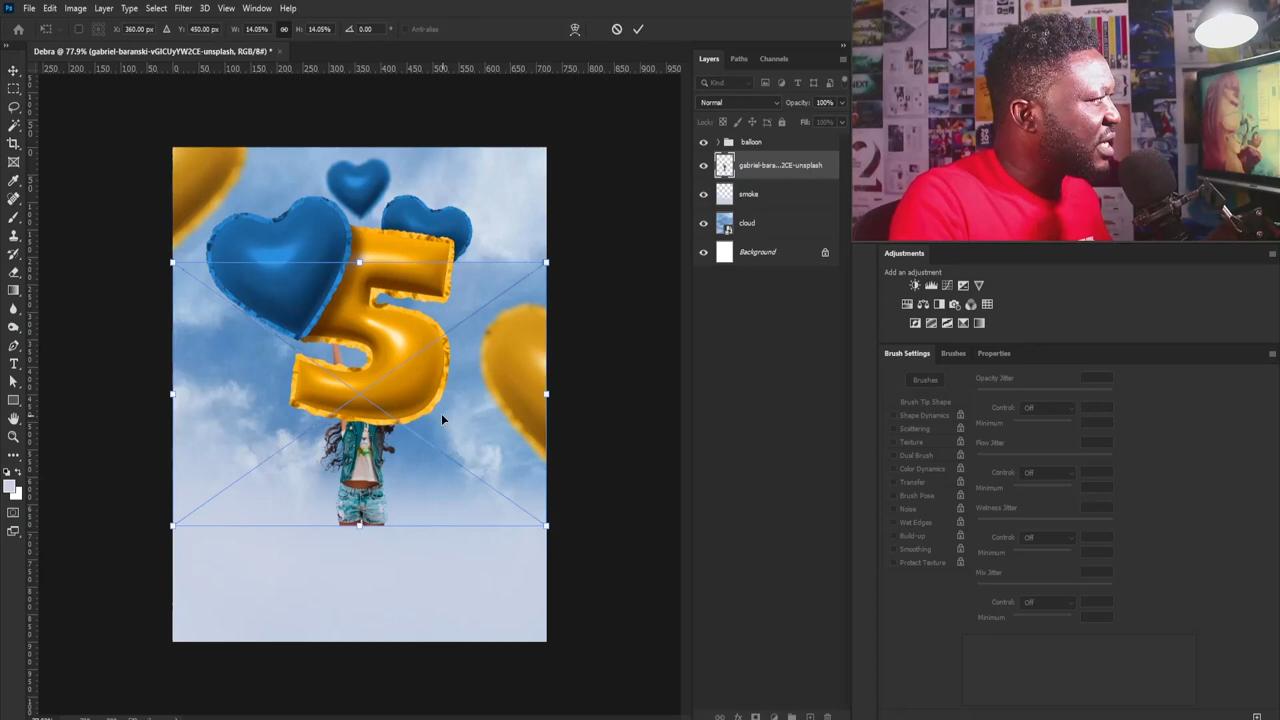 Ps File Edit Image Layer Type Select Filter 3D View Window Help
X: 360.00 px Y: 450.00 px W: 14.05% H: 14.05% 0.00 Anti-alias
Debra @ 77.9% (gabriel-baranski-vGlCUyYW2CE-unsplash, RGB/8#) * ×
250 200 150 100 50 0 50 100 150 200 250 300 350 400 450 500 550 600 650 700 750 800 850 900 950
5
Layers Paths Channels
Kind
Normal Opacity: 100%
Lock: Fill: 100%
balloon
gabriel-bara...2CE-unsplash
smoke
cloud
Background
Adjustments
Add an adjustment
Brush Settings Brushes Properties
Brushes
Brush Tip Shape
Shape Dynamics
Scattering
Texture
Dual Brush
Color Dynamics
Transfer
Brush Pose
Noise
Wet Edges
Build-up
Smoothing
Protect Texture
Opacity Jitter
Control: Off
Minimum
Flow Jitter
Control: Off
Minimum
Wetness Jitter
Control: Off
Minimum
Mix Jitter
Control: Off
Minimum